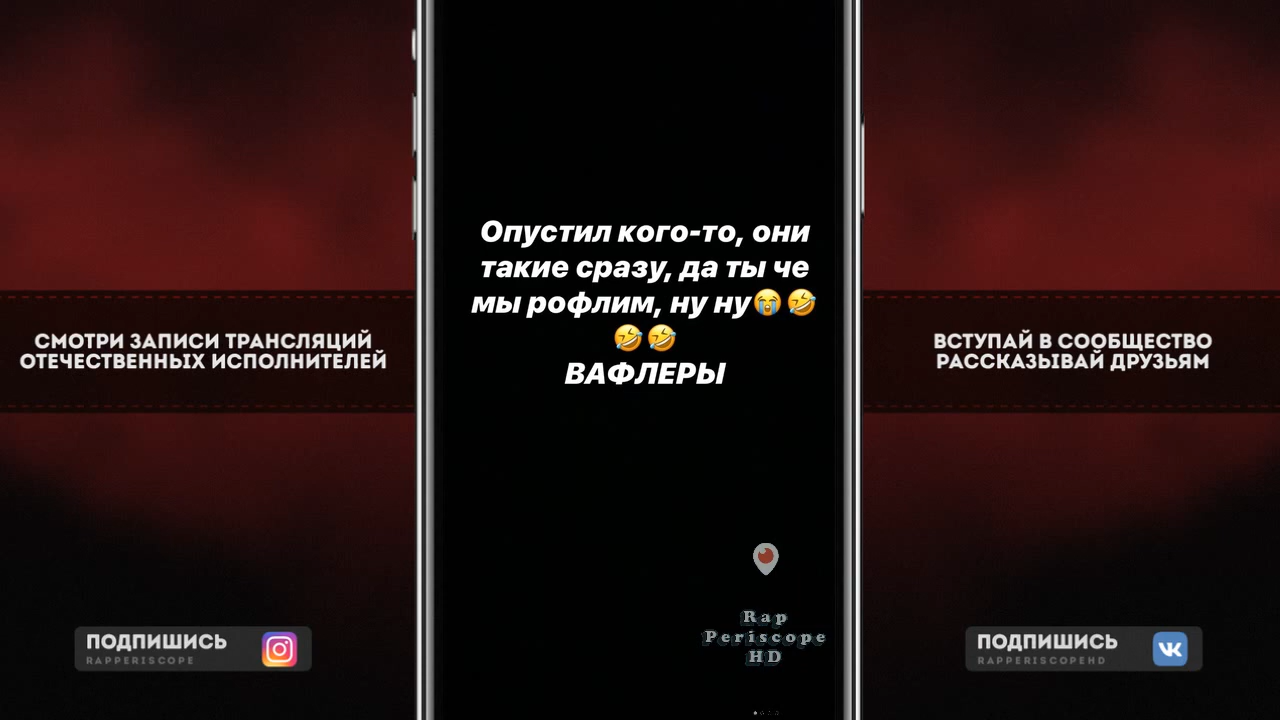 СМОТРИ ЗАПИСИ ТРАНСЛЯЦИЙ
ОТЕЧЕСТВЕННЫХ ИСПОЛНИТЕЛЕЙ
ПОДПИШИСЬ
RAPPERISCOPE
Опустил кого-то, они
такие сразу, да ты че
мы рофлим, ну ну😭🤣
🤣🤣
ВАФЛЕРЫ
Rap
Periscope
HD
ВСТУПАЙ В СООБЩЕСТВО
РАССКАЗЫВАЙ ДРУЗЬЯМ
ПОДПИШИСЬ
RAPPERISCOPEHD